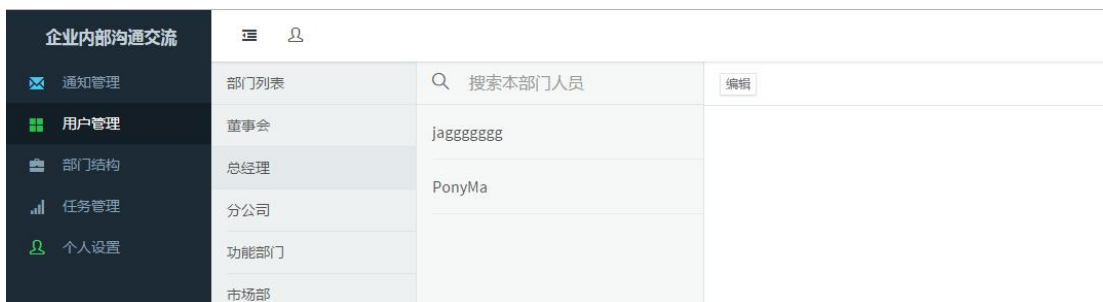 企业内部沟通交流
通知管理
用户管理
部门结构
任务管理
个人设置
部门列表
董事会
总经理
分公司
功能部门
市场部
搜索本部门人员
jaggggggg
PonyMa
编辑